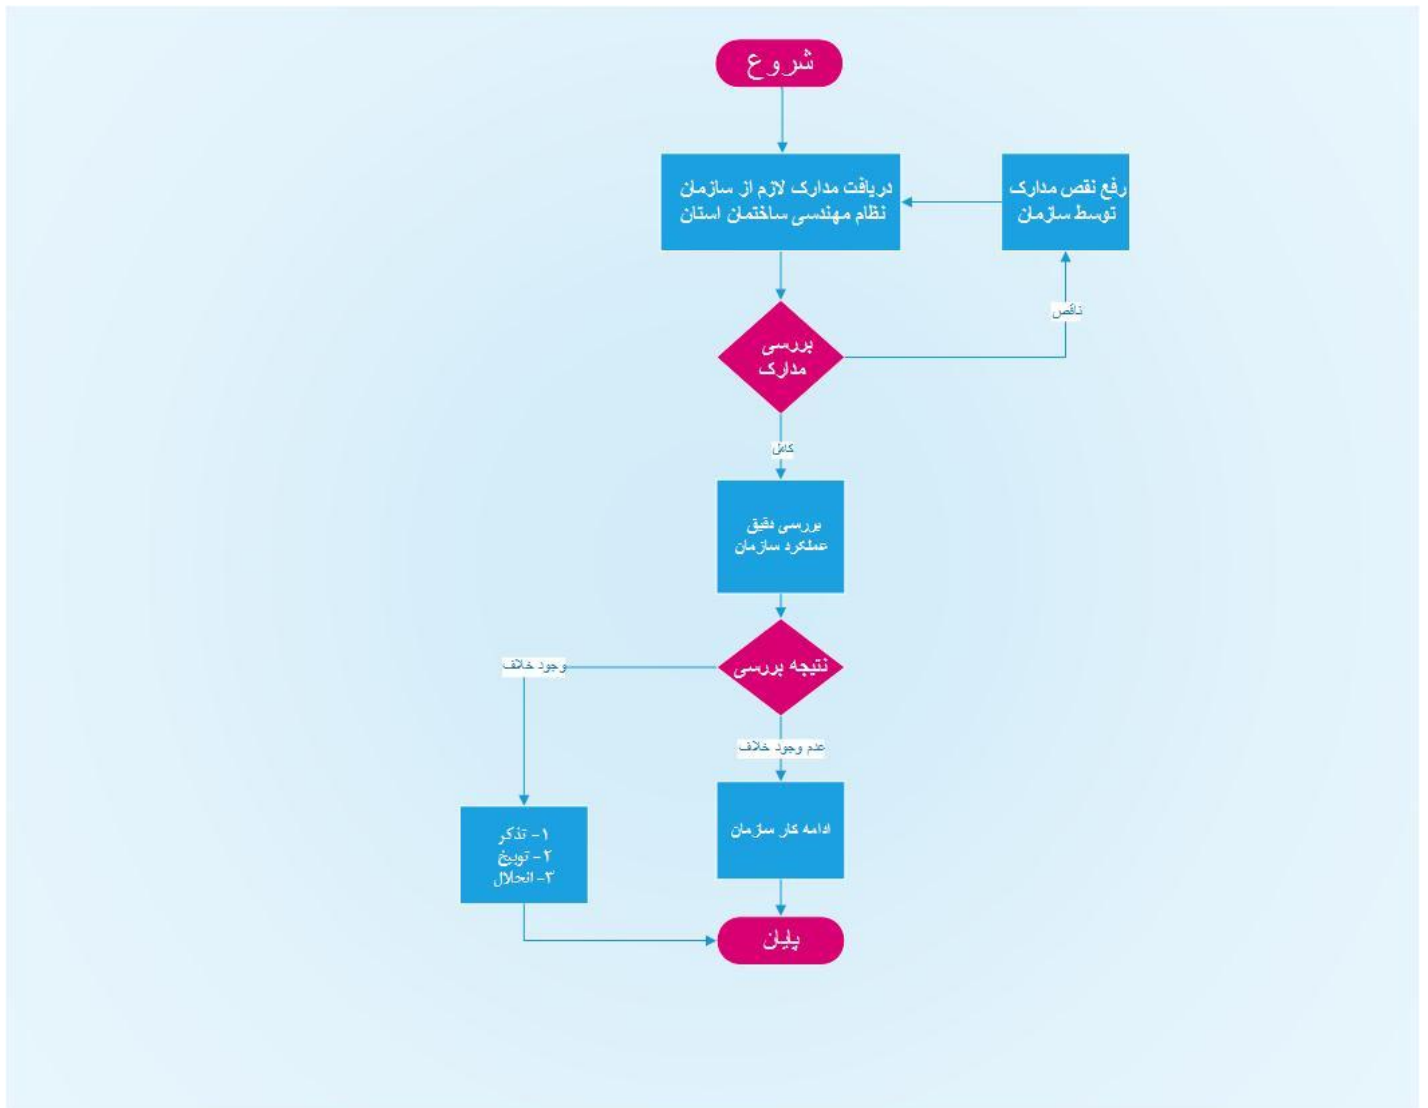 شروع
دریافت مدارک لازم از سازمان
نظام مهندسی ساختمان استان
رفع نقص مدارک
توسط سازمان
ناقص
بررسی
مدارک
کامل
بررسی دقیق
عملکرد سازمان
نتیجه بررسی
وجود خلاف
عدم وجود خلاف
ادامه کار سازمان
۱- تذکر
۲- توبیخ
۳- انحلال
پایان